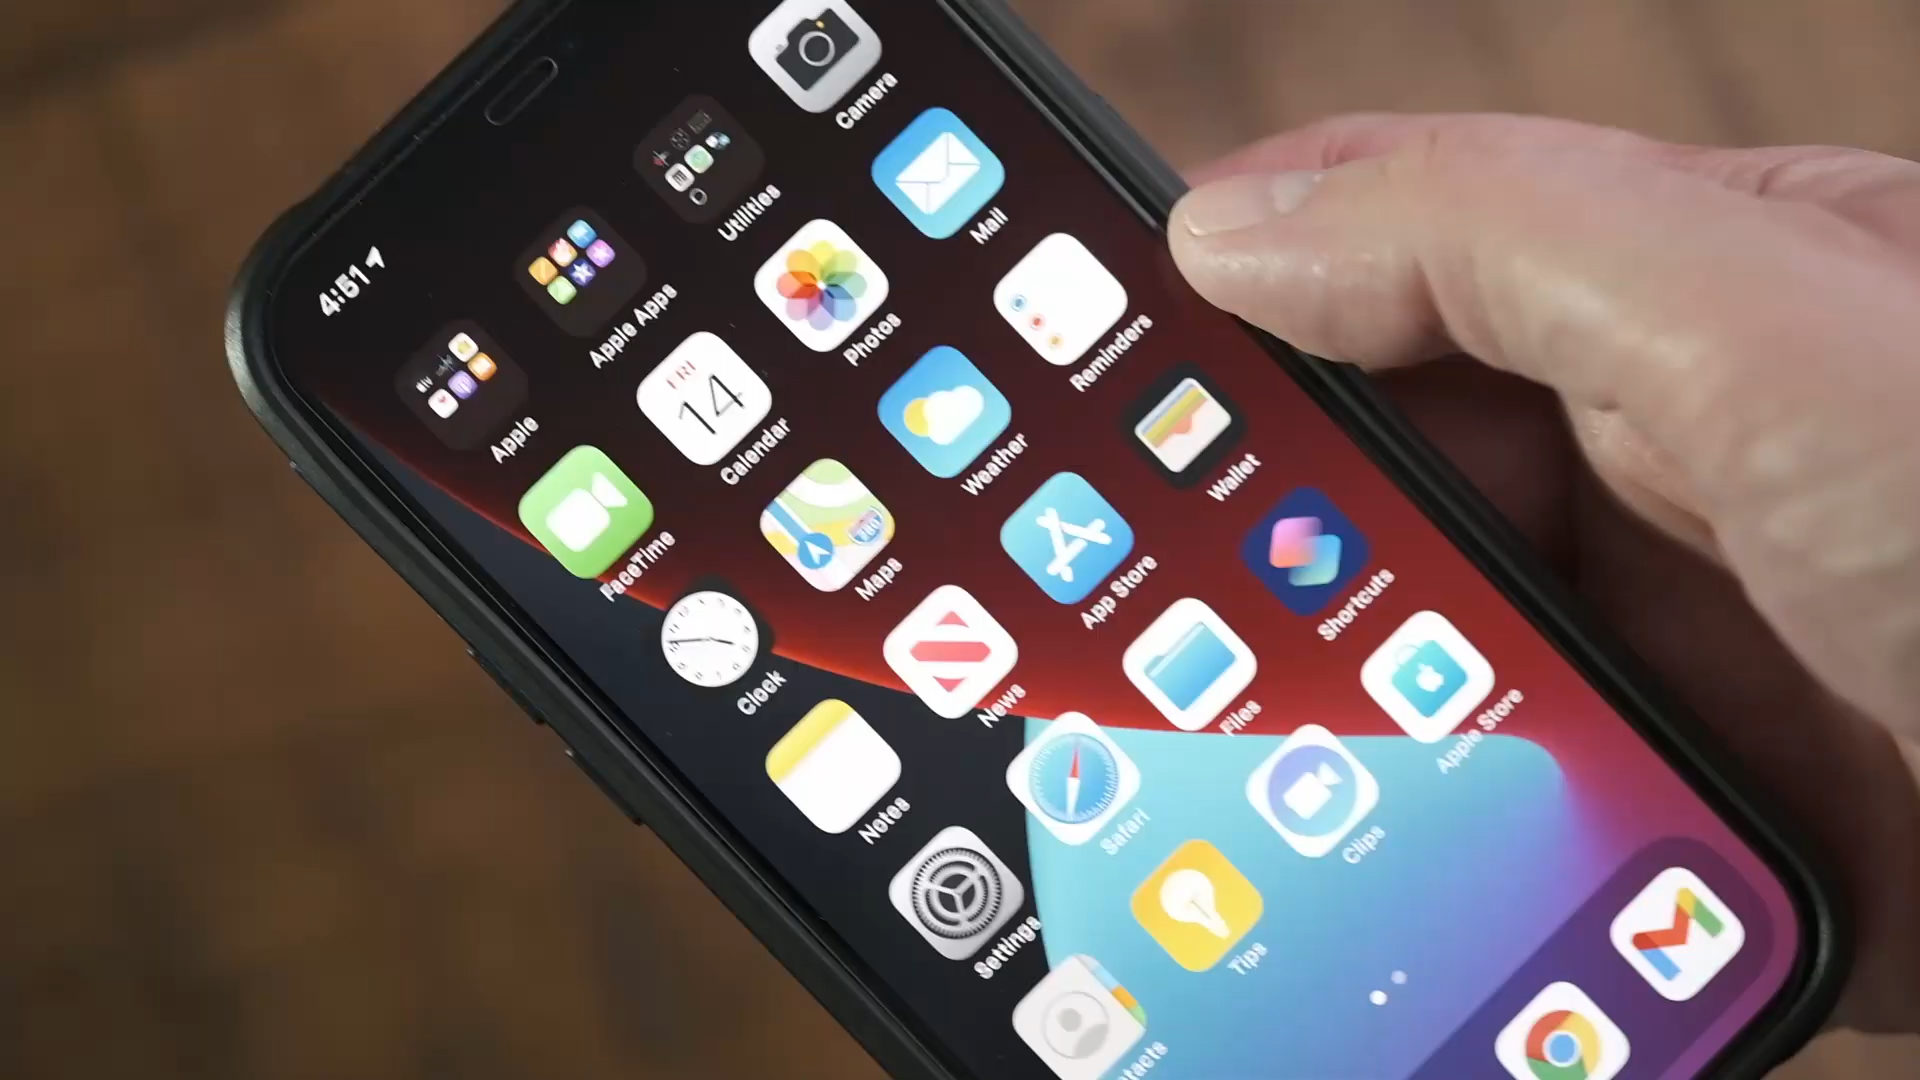 4:51
Apple
Apple Apps
Utilities
Camera
FaceTime
FRI
14
Calendar
Photos
Mail
Clock
Maps
280
Weather
Reminders
Notes
News
App Store
Wallet
Settings
Safari
Files
Shortcuts
Tips
Clips
Apple Store